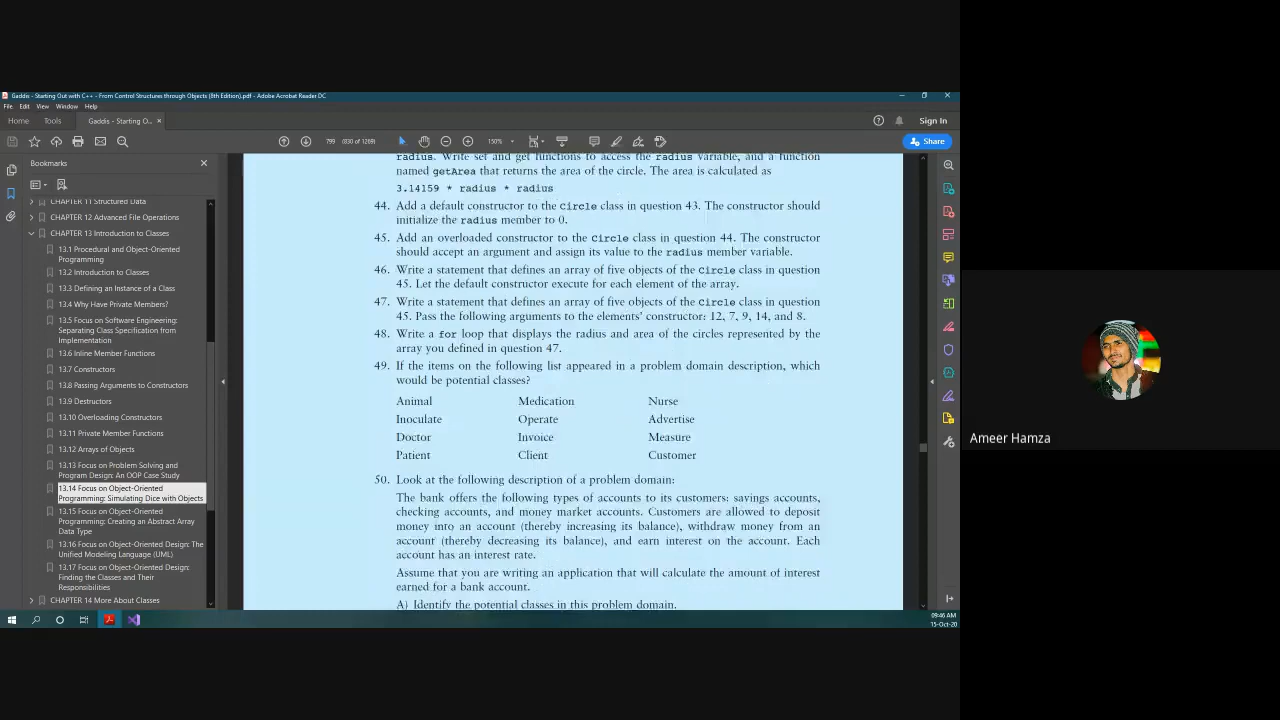 Gaddis - Starting Out with C++ - From Control Structures through Objects (8th Edition).pdf - Adobe Acrobat Reader DC
File Edit View Window Help
Home Tools Gaddis - Starting O... × Sign In
799 (830 of 1269) 150% Share
Bookmarks
CHAPTER 11 Structured Data
CHAPTER 12 Advanced File Operations
CHAPTER 13 Introduction to Classes
13.1 Procedural and Object-Oriented
Programming
13.2 Introduction to Classes
13.3 Defining an Instance of a Class
13.4 Why Have Private Members?
13.5 Focus on Software Engineering:
Separating Class Specification from
Implementation
13.6 Inline Member Functions
13.7 Constructors
13.8 Passing Arguments to Constructors
13.9 Destructors
13.10 Overloading Constructors
13.11 Private Member Functions
13.12 Arrays of Objects
13.13 Focus on Problem Solving and
Program Design: An OOP Case Study
13.14 Focus on Object-Oriented
Programming: Simulating Dice with Objects
13.15 Focus on Object-Oriented
Programming: Creating an Abstract Array
Data Type
13.16 Focus on Object-Oriented Design: The
Unified Modeling Language (UML)
13.17 Focus on Object-Oriented Design:
Finding the Classes and Their
Responsibilities
CHAPTER 14 More About Classes
radius. Write set and get functions to access the radius variable, and a function
named getArea that returns the area of the circle. The area is calculated as
3.14159 * radius * radius
44. Add a default constructor to the Circle class in question 43. The constructor should
initialize the radius member to 0.
45. Add an overloaded constructor to the Circle class in question 44. The constructor
should accept an argument and assign its value to the radius member variable.
46. Write a statement that defines an array of five objects of the Circle class in question
45. Let the default constructor execute for each element of the array.
47. Write a statement that defines an array of five objects of the Circle class in question
45. Pass the following arguments to the elements' constructor: 12, 7, 9, 14, and 8.
48. Write a for loop that displays the radius and area of the circles represented by the
array you defined in question 47.
49. If the items on the following list appeared in a problem domain description, which
would be potential classes?
Animal Medication Nurse
Inoculate Operate Advertise
Doctor Invoice Measure
Patient Client Customer
50. Look at the following description of a problem domain:
The bank offers the following types of accounts to its customers: savings accounts,
checking accounts, and money market accounts. Customers are allowed to deposit
money into an account (thereby increasing its balance), withdraw money from an
account (thereby decreasing its balance), and earn interest on the account. Each
account has an interest rate.
Assume that you are writing an application that will calculate the amount of interest
earned for a bank account.
A) Identify the potential classes in this problem domain.
09:46 AM
15-Oct-20
Ameer Hamza